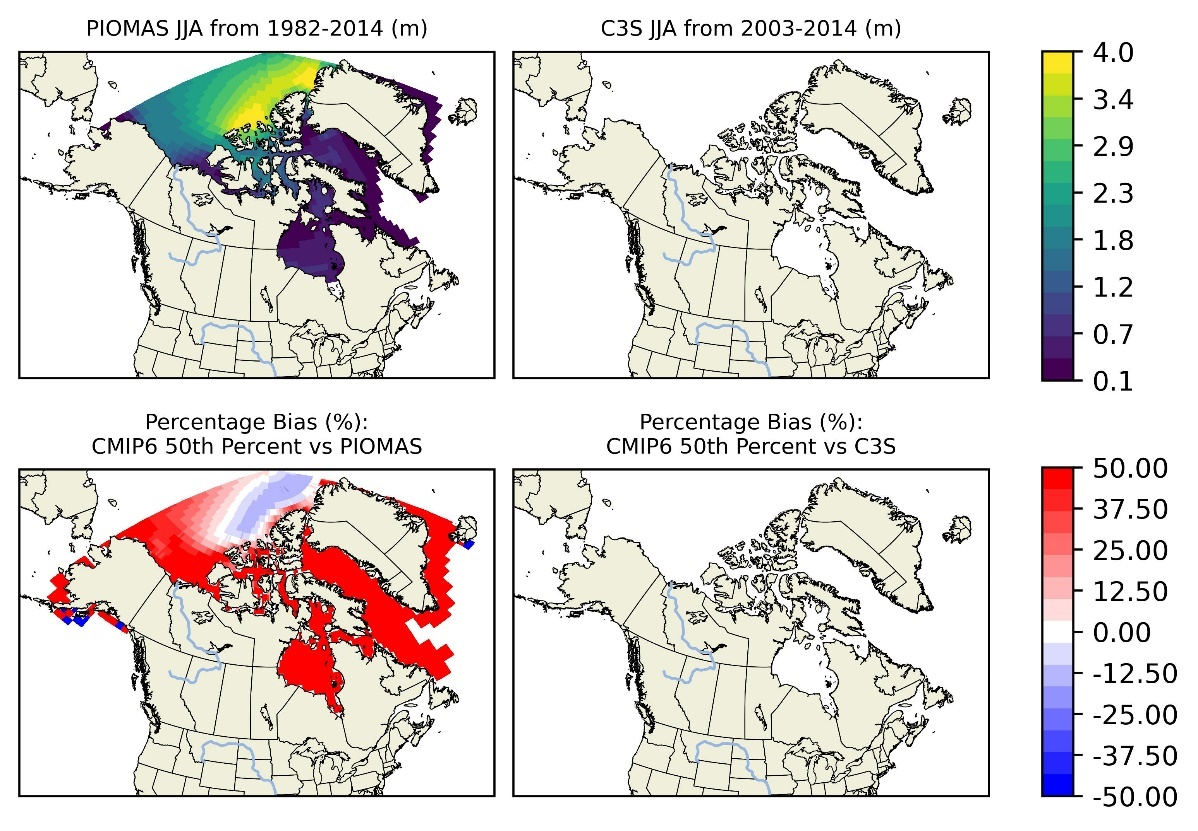 PIOMAS JJA from 1982-2014 (m)
C3S JJA from 2003-2014 (m)
4.0
3.4
2.9
2.3
1.8
1.2
0.7
0.1
Percentage Bias (%):
CMIP6 50th Percent vs PIOMAS
Percentage Bias (%):
CMIP6 50th Percent vs C3S
50.00
37.50
25.00
12.50
0.00
-12.50
-25.00
-37.50
-50.00